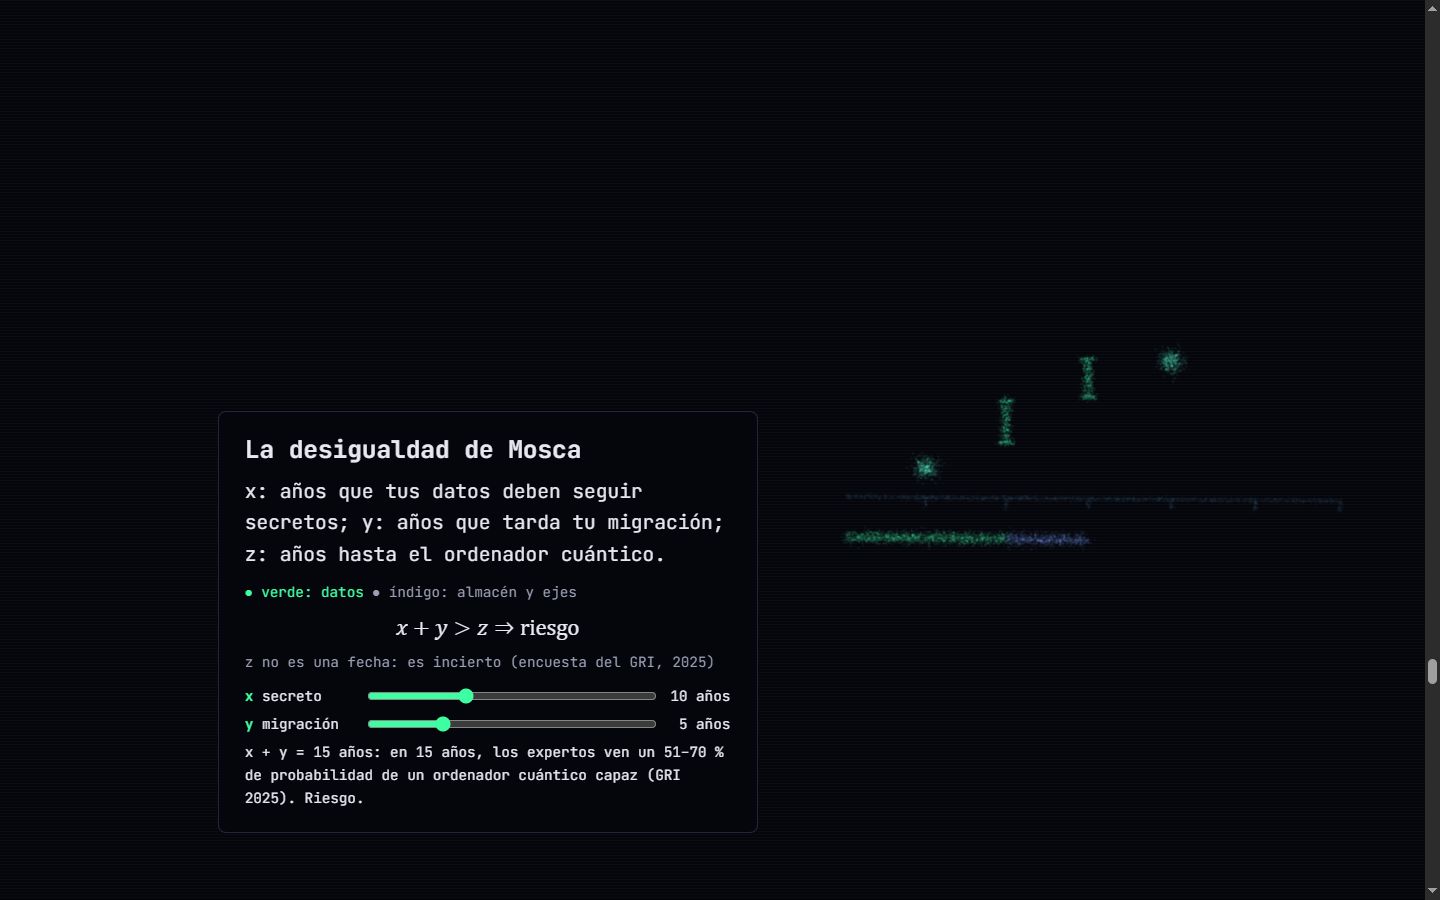 La desigualdad de Mosca
x: años que tus datos deben seguir
secretos; y: años que tarda tu migración;
z: años hasta el ordenador cuántico.
● verde: datos ● índigo: almacén y ejes
x + y > z ⇒ riesgo
z no es una fecha: es incierto (encuesta del GRI, 2025)
x secreto 10 años
y migración 5 años
x + y = 15 años: en 15 años, los expertos ven un 51–70 %
de probabilidad de un ordenador cuántico capaz (GRI
2025). Riesgo.